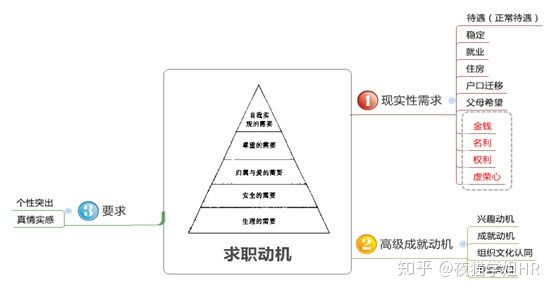 待遇（正常待遇）
稳定
就业
住房
户口迁移
父母希望
金钱
名利
权利
虚荣心
1 现实性需求
自我实
现的需要
尊重的需要
归属与爱的需要
安全的需要
生理的需要
求职动机
3 要求
个性突出
真情实感
2 高级成就动机
兴趣动机
成就动机
组织文化认同
知乎 @夜猫学姐HR